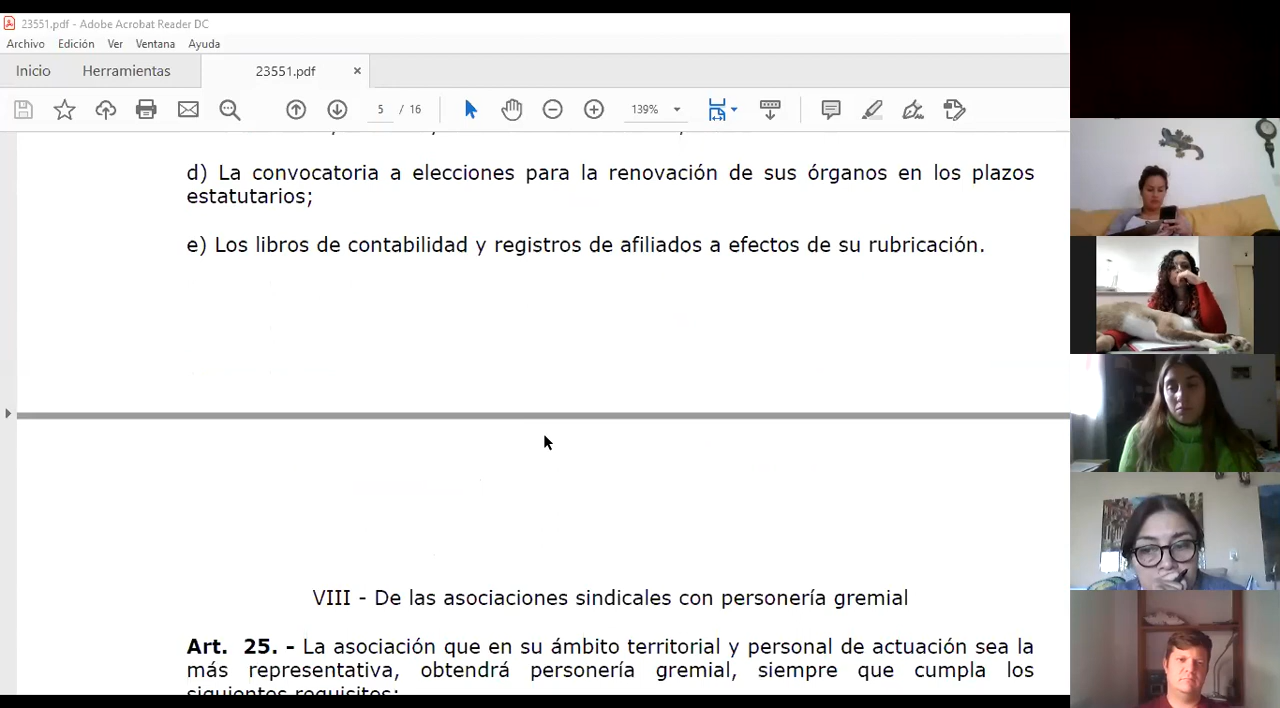 23551.pdf - Adobe Acrobat Reader DC
Archivo Edición Ver Ventana Ayuda
Inicio Herramientas 23551.pdf ×
5 / 16 139%
d) La convocatoria a elecciones para la renovación de sus órganos en los plazos
estatutarios;
e) Los libros de contabilidad y registros de afiliados a efectos de su rubricación.
VIII - De las asociaciones sindicales con personería gremial
Art. 25. - La asociación que en su ámbito territorial y personal de actuación sea la
más representativa, obtendrá personería gremial, siempre que cumpla los
siguientes requisitos: